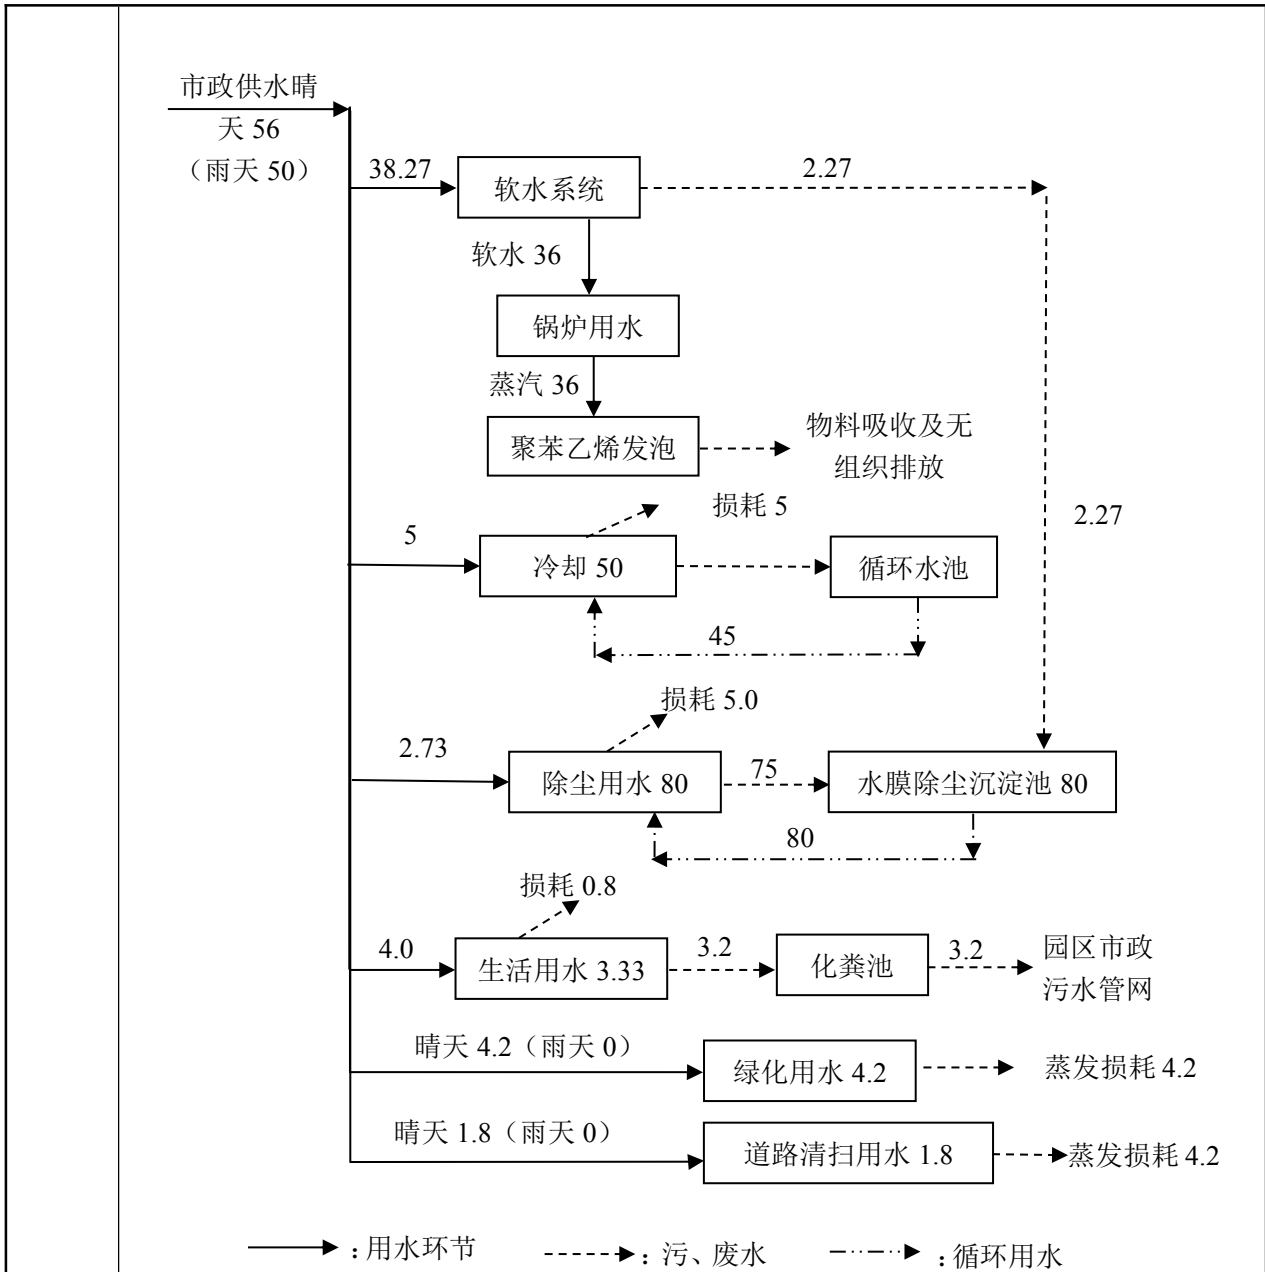 市政供水晴
天 56
（雨天 50）
38.27
软水系统
2.27
软水 36
锅炉用水
蒸汽 36
聚苯乙烯发泡
物料吸收及无
组织排放
损耗 5
2.27
5
冷却 50
循环水池
45
损耗 5.0
2.73
除尘用水 80
75
水膜除尘沉淀池 80
80
损耗 0.8
4.0
生活用水 3.33
3.2
化粪池
3.2
园区市政
污水管网
晴天 4.2（雨天 0）
绿化用水 4.2
蒸发损耗 4.2
晴天 1.8（雨天 0）
道路清扫用水 1.8
蒸发损耗 4.2
：用水环节
：污、废水
：循环用水